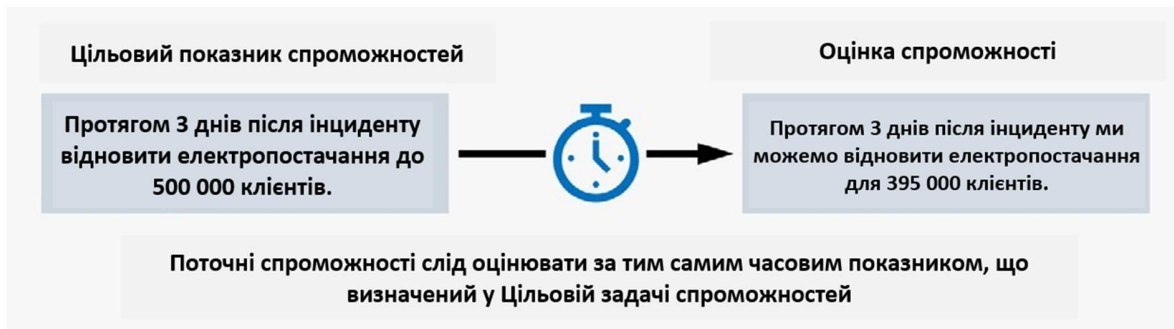 Цільовий показник спроможностей
Оцінка спроможності
Протягом 3 днів після інциденту
відновити електропостачання до
500 000 клієнтів.
Протягом 3 днів після інциденту ми
можемо відновити електропостачання
для 395 000 клієнтів.
Поточні спроможності слід оцінювати за тим самим часовим показником, що
визначений у Цільовій задачі спроможностей